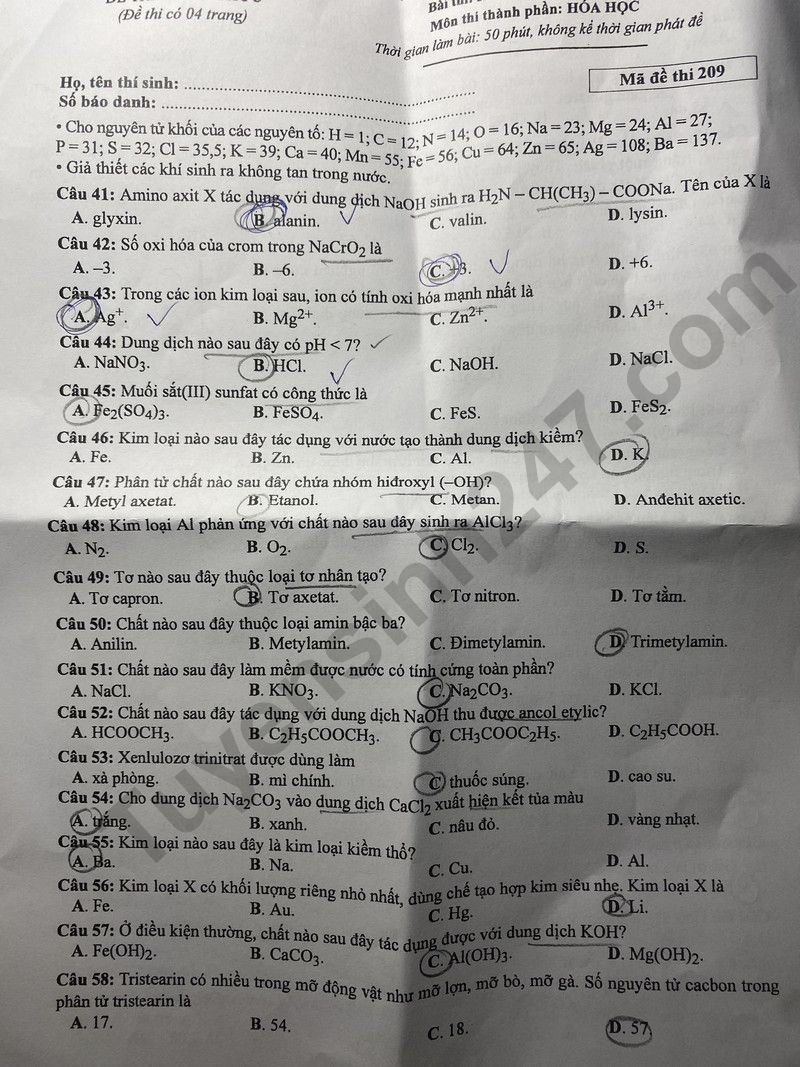 (Đề thi có 04 trang)
Môn thi thành phần: HÓA HỌC
Thời gian làm bài: 50 phút, không kể thời gian phát đề
Họ, tên thí sinh: ..........
Số báo danh: ..........
Mã đề thi 209
• Cho nguyên tử khối của các nguyên tố: H = 1; C = 12; N = 14; O = 16; Na = 23; Mg = 24; Al = 27;
P = 31; S = 32; Cl = 35,5; K = 39; Ca = 40; Mn = 55; Fe = 56; Cu = 64; Zn = 65; Ag = 108; Ba = 137.
• Giả thiết các khí sinh ra không tan trong nước.
Câu 41: Amino axit X tác dụng với dung dịch NaOH sinh ra H2N – CH(CH3) – COONa. Tên của X là
A. glyxin. B. alanin. C. valin. D. lysin.
Câu 42: Số oxi hóa của crom trong NaCrO2 là
A. –3. B. –6. C. +3. D. +6.
Câu 43: Trong các ion kim loại sau, ion có tính oxi hóa mạnh nhất là
A. Ag+. B. Mg2+. C. Zn2+. D. Al3+.
Câu 44: Dung dịch nào sau đây có pH < 7?
A. NaNO3. B. HCl. C. NaOH. D. NaCl.
Câu 45: Muối sắt(III) sunfat có công thức là
A. Fe2(SO4)3. B. FeSO4. C. FeS. D. FeS2.
Câu 46: Kim loại nào sau đây tác dụng với nước tạo thành dung dịch kiềm?
A. Fe. B. Zn. C. Al. D. K.
Câu 47: Phân tử chất nào sau đây chứa nhóm hiđroxyl (–OH)?
A. Metyl axetat. B. Etanol. C. Metan. D. Anđehit axetic.
Câu 48: Kim loại Al phản ứng với chất nào sau đây sinh ra AlCl3?
A. N2. B. O2. C. Cl2. D. S.
Câu 49: Tơ nào sau đây thuộc loại tơ nhân tạo?
A. Tơ capron. B. Tơ axetat. C. Tơ nitron. D. Tơ tằm.
Câu 50: Chất nào sau đây thuộc loại amin bậc ba?
A. Anilin. B. Metylamin. C. Đimetylamin. D. Trimetylamin.
Câu 51: Chất nào sau đây làm mềm được nước có tính cứng toàn phần?
A. NaCl. B. KNO3. C. Na2CO3. D. KCl.
Câu 52: Chất nào sau đây tác dụng với dung dịch NaOH thu được ancol etylic?
A. HCOOCH3. B. C2H5COOCH3. C. CH3COOC2H5. D. C2H5COOH.
Câu 53: Xenlulozơ trinitrat được dùng làm
A. xà phòng. B. mì chính. C. thuốc súng. D. cao su.
Câu 54: Cho dung dịch Na2CO3 vào dung dịch CaCl2 xuất hiện kết tủa màu
A. trắng. B. xanh. C. nâu đỏ. D. vàng nhạt.
Câu 55: Kim loại nào sau đây là kim loại kiềm thổ?
A. Ba. B. Na. C. Cu. D. Al.
Câu 56: Kim loại X có khối lượng riêng nhỏ nhất, dùng chế tạo hợp kim siêu nhẹ. Kim loại X là
A. Fe. B. Au. C. Hg. D. Li.
Câu 57: Ở điều kiện thường, chất nào sau đây tác dụng được với dung dịch KOH?
A. Fe(OH)2. B. CaCO3. C. Al(OH)3. D. Mg(OH)2.
Câu 58: Tristearin có nhiều trong mỡ động vật như mỡ lợn, mỡ bò, mỡ gà. Số nguyên tử cacbon trong
phân tử tristearin là
A. 17. B. 54. C. 18. D. 57.
luyensinh247.com